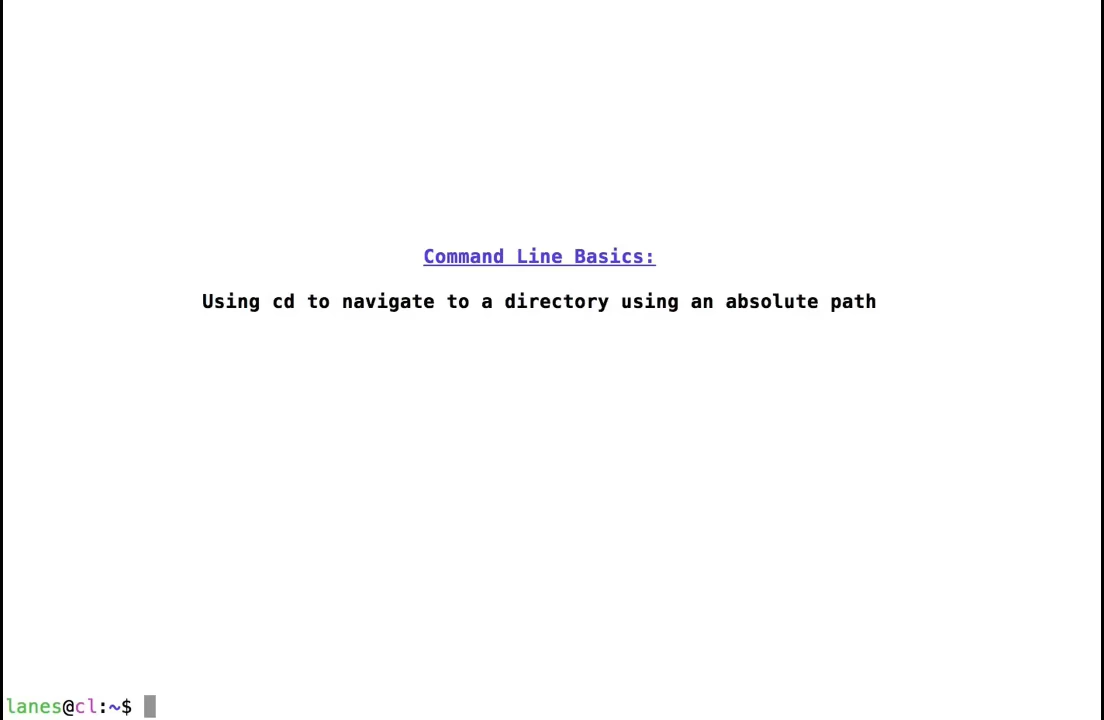 Command Line Basics:
Using cd to navigate to a directory using an absolute path
lanes@cl:~$